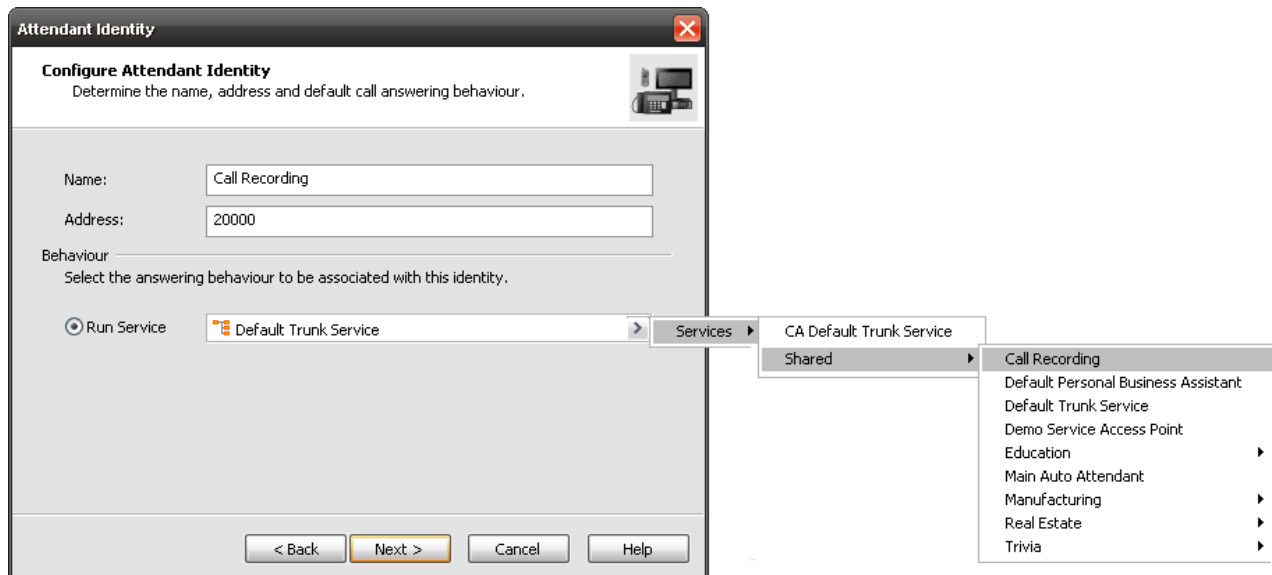 Attendant Identity
Configure Attendant Identity
Determine the name, address and default call answering behaviour.
Name:
Call Recording
Address:
20000
Behaviour
Select the answering behaviour to be associated with this identity.
Run Service
Default Trunk Service
Services
CA Default Trunk Service
Shared
Call Recording
Default Personal Business Assistant
Default Trunk Service
Demo Service Access Point
Education
Main Auto Attendant
Manufacturing
Real Estate
Trivia
< Back
Next >
Cancel
Help